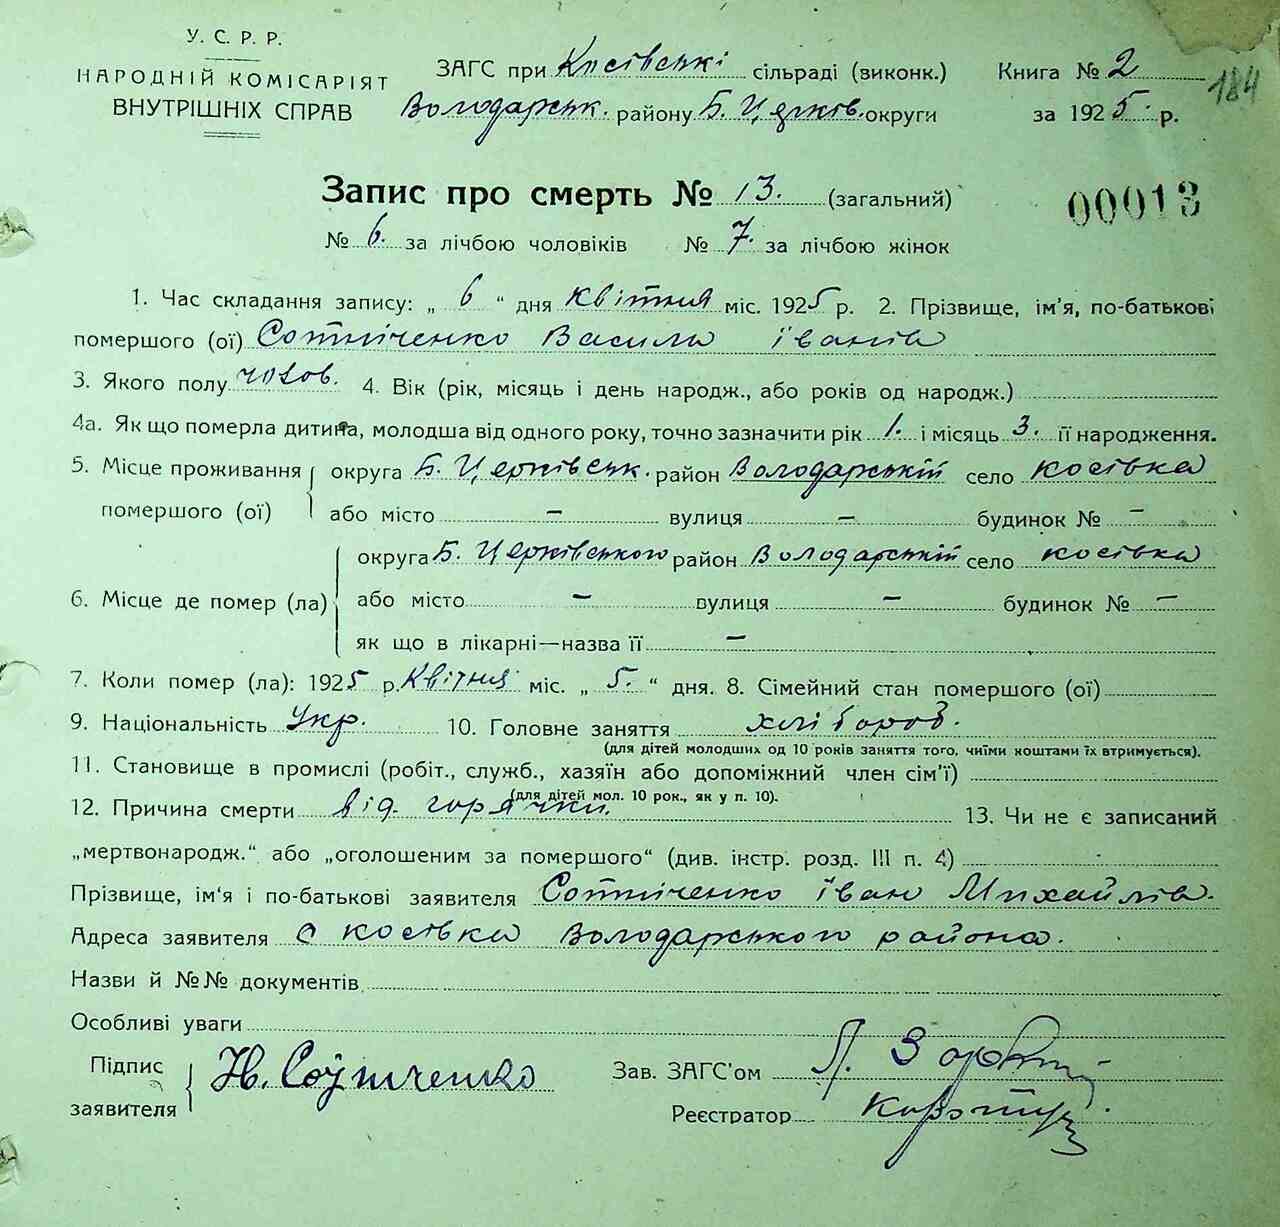 У. С. Р. Р.
НАРОДНІЙ КОМІСАРІЯТ
ВНУТРІШНІХ СПРАВ
ЗАГС при Косівські сільраді (виконк.)
Володарськ. району Б. Церків. округи
Книга № 2
за 1925 р.
184
Запис про смерть № 13. (загальний)
00013
№ 6. за лічбою чоловіків № 7. за лічбою жінок
1. Час складання запису: „ 6 “ дня квітня міс. 1925 р. 2. Прізвище, ім'я, по-батькові
помершого (ої) Сотніченко Василь Іванів
3. Якого полу чолов. 4. Вік (рік, місяць і день народж., або років од народж.)
4а. Як що померла дитина, молодша від одного року, точно зазначити рік 1. і місяць 3. її народження.
5. Місце проживання округа Б. Церківськ. район Володарській село Косівка
помершого (ої) або місто – вулиця – будинок № –
округа Б. Церківського район Володарській село Косівка
6. Місце де помер (ла) або місто – вулиця – будинок № –
як що в лікарні—назва її –
7. Коли помер (ла): 1925 р. Квітня міс. „ 5. “ дня. 8. Сімейний стан помершого (ої)
9. Національність Укр. 10. Головне заняття хлібороб.
(для дітей молодших од 10 років заняття того, чиїми коштами їх втримується).
11. Становище в промислі (робіт., служб., хазяїн або допоміжний член сім'ї)
(для дітей мол. 10 рок., як у п. 10).
12. Причина смерти від горячки. 13. Чи не є записаний
„мертвонародж.“ або „оголошеним за помершого“ (див. інстр. розд. III п. 4)
Прізвище, ім'я і по-батькові заявителя Сотніченко Іван Михайлів.
Адреса заявителя с Косівка Володарського района.
Назви й №№ документів
Особливі уваги
Підпис
заявителя
Зав. ЗАГС'ом
Реєстратор